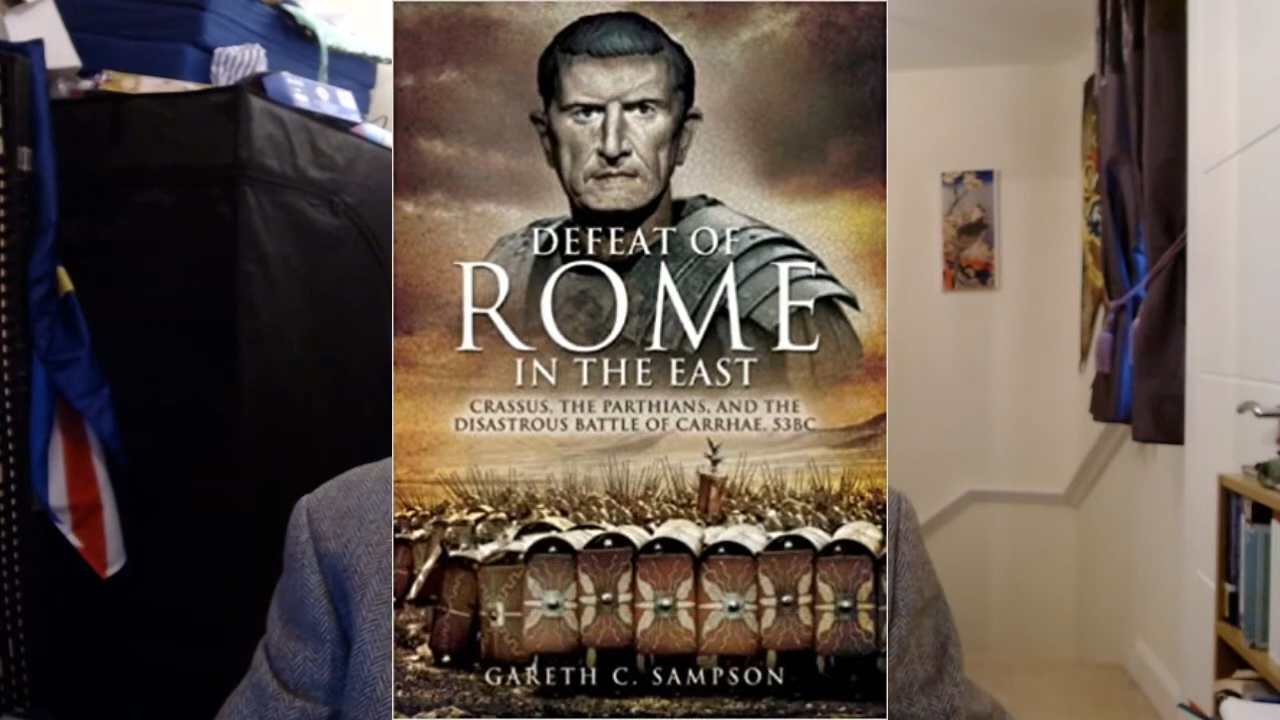 DEFEAT OF
ROME
IN THE EAST
CRASSUS, THE PARTHIANS, AND THE
DISASTROUS BATTLE OF CARRHAE, 53BC
GARETH C. SAMPSON